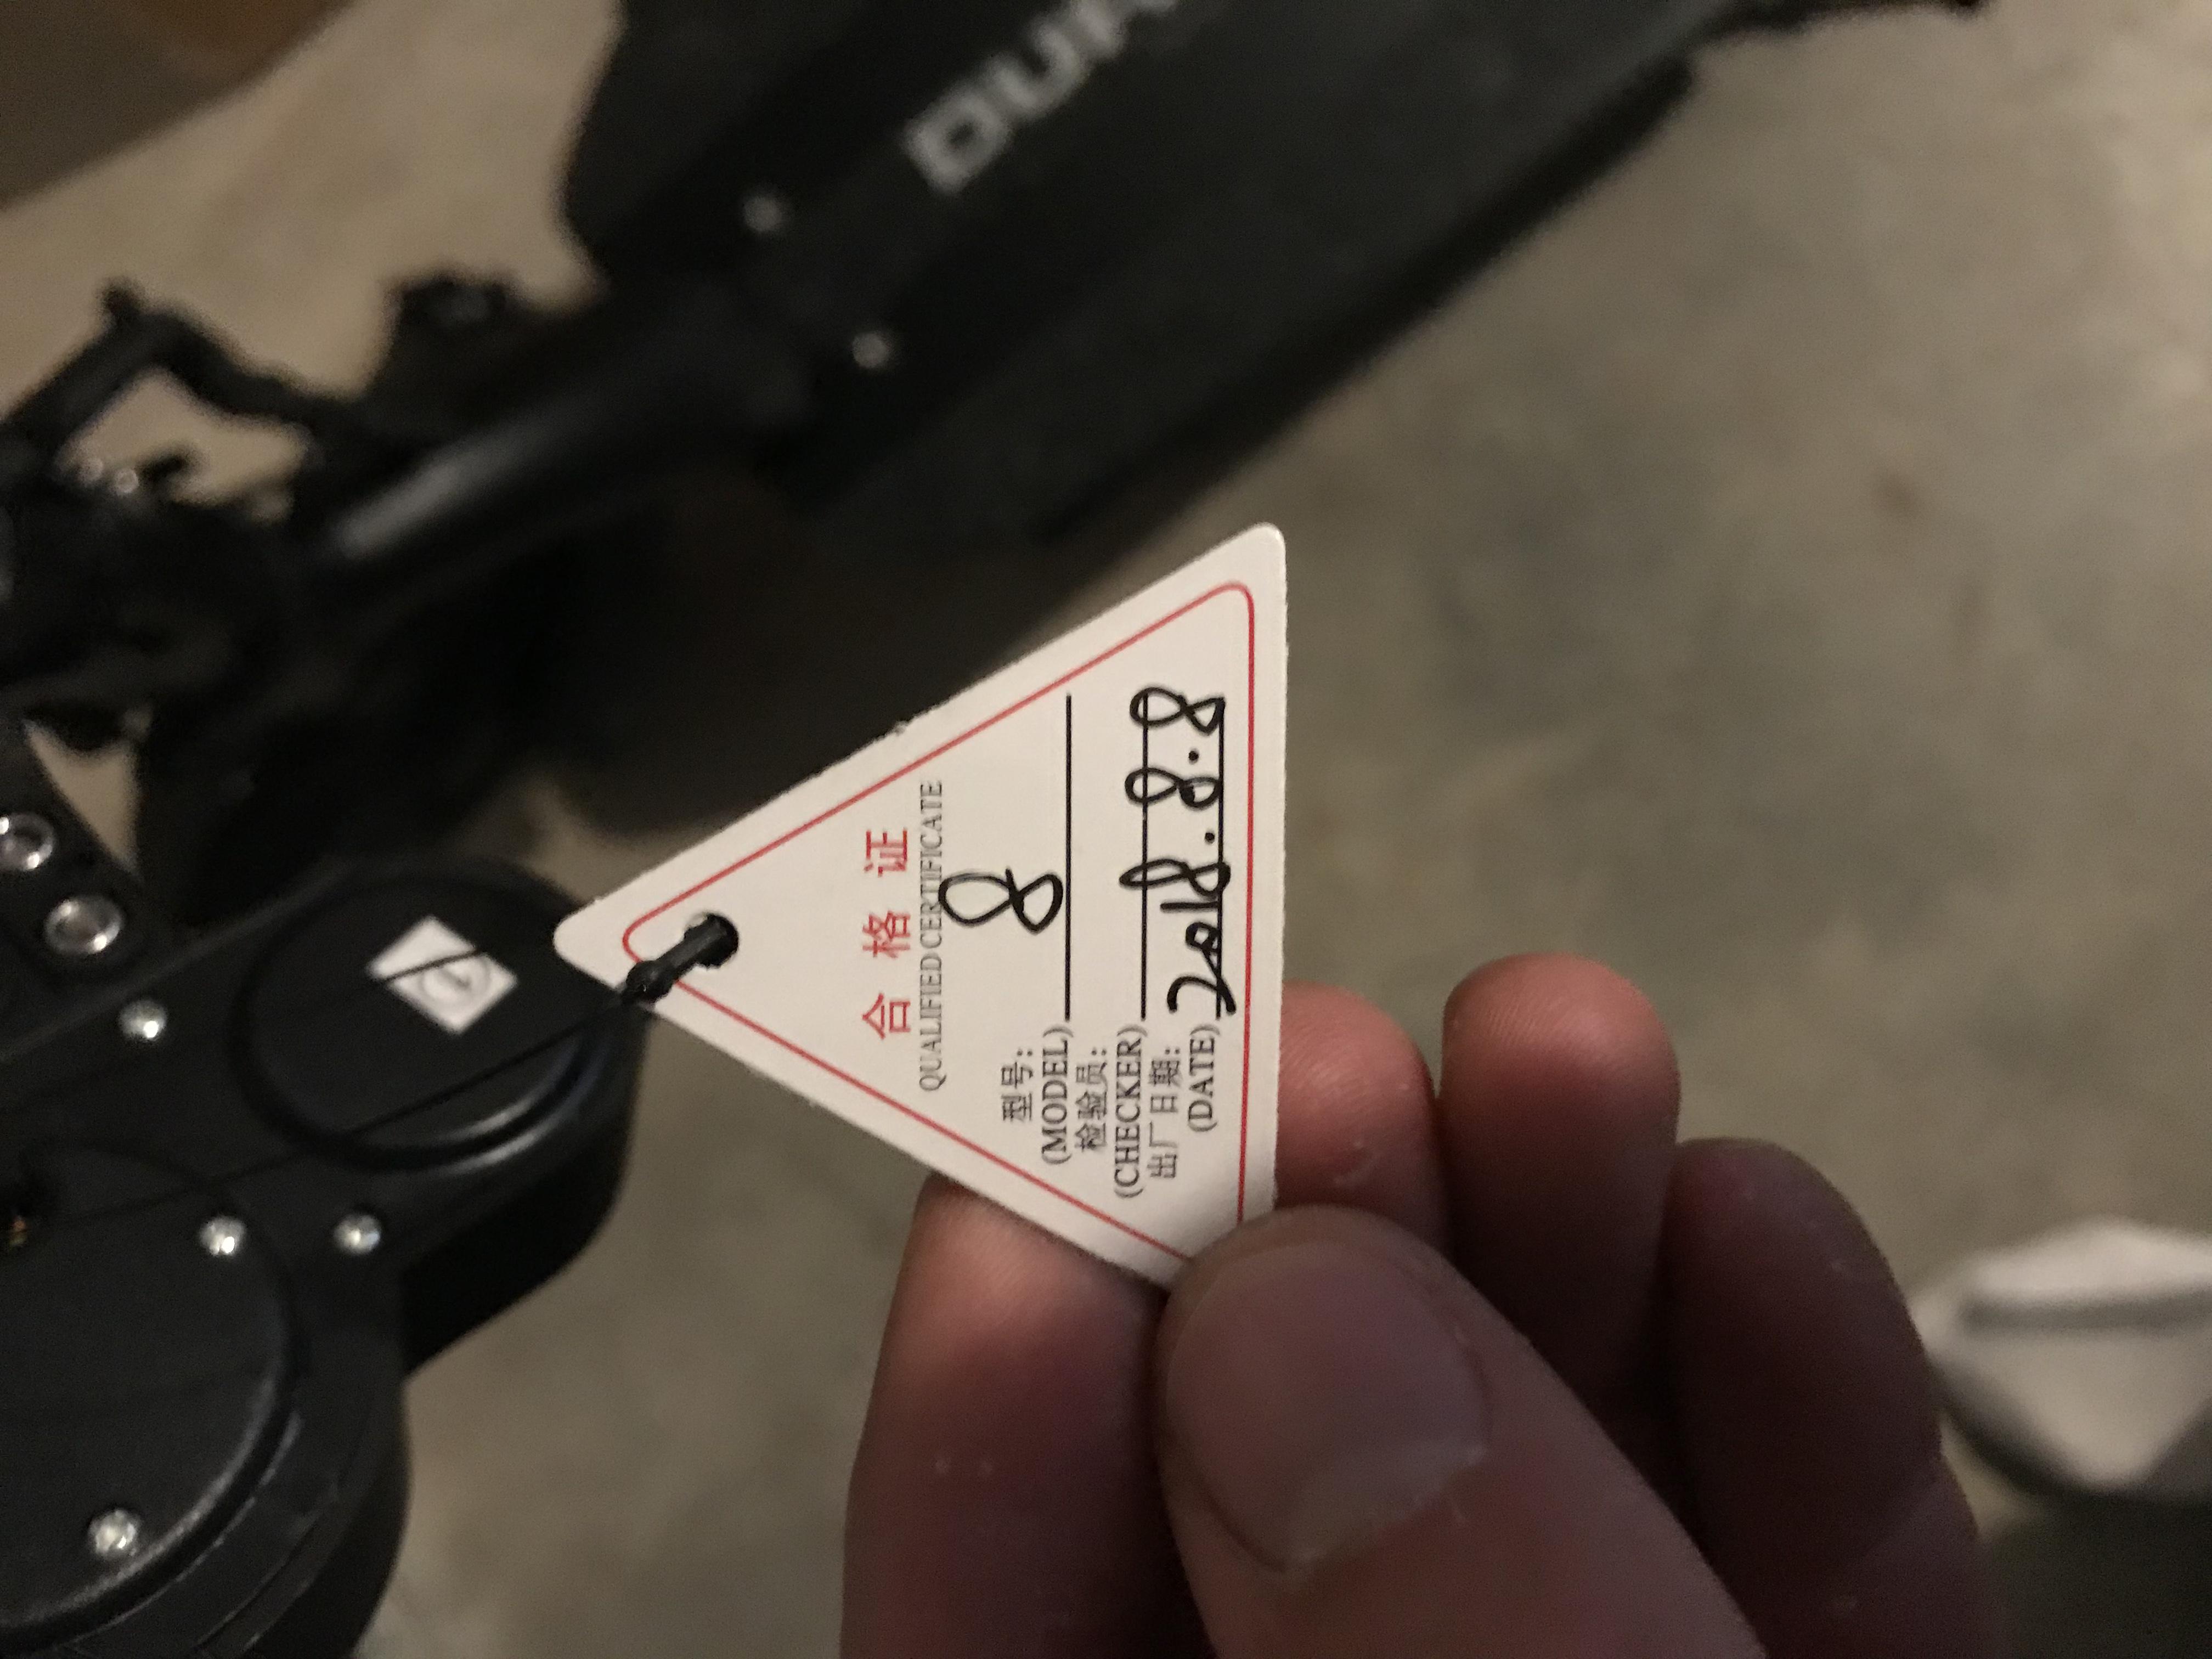 合格证
QUALIFIED CERTIFICATE
型号:
(MODEL) 8
检验员:
(CHECKER)
出厂日期:
(DATE) 2018.8.8